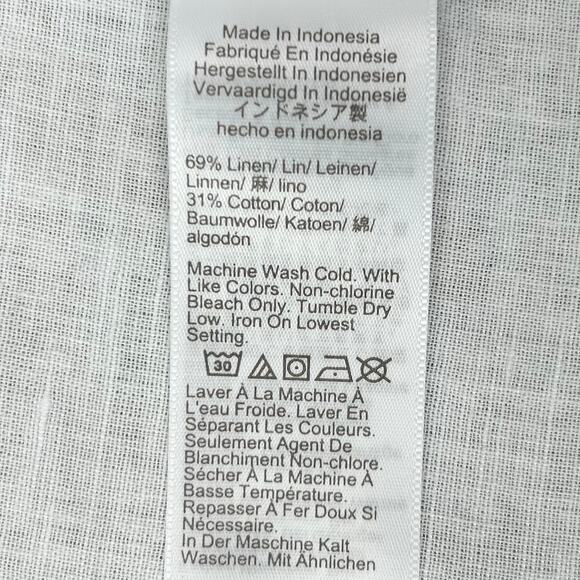 Made In Indonesia
Fabriqué En Indonésie
Hergestellt In Indonesien
Vervaardigd In Indonesië
インドネシア製
hecho en indonesia
69% Linen/ Lin/ Leinen/
Linnen/ 麻/ lino
31% Cotton/ Coton/
Baumwolle/ Katoen/ 綿/
algodón
Machine Wash Cold. With
Like Colors. Non-chlorine
Bleach Only. Tumble Dry
Low. Iron On Lowest
Setting.
30
Laver À La Machine À
L'eau Froide. Laver En
Séparant Les Couleurs.
Seulement Agent De
Blanchiment Non-chlore.
Sécher À La Machine À
Basse Température.
Repasser À Fer Doux Si
Nécessaire.
In Der Maschine Kalt
Waschen. Mit Ähnlichen